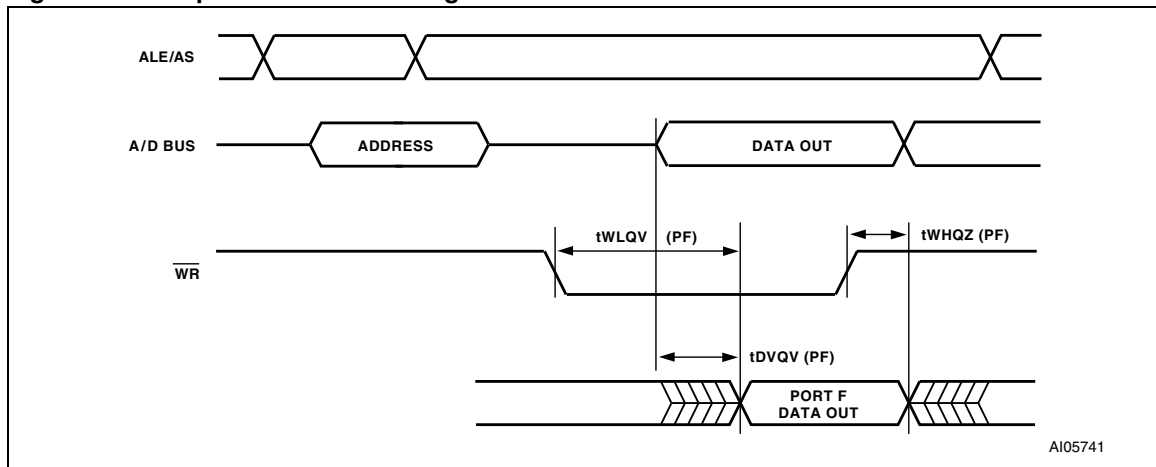 ALE/AS
A/D BUS
ADDRESS
DATA OUT
tWLQV (PF)
tWHQZ (PF)
WR
tDVQV (PF)
PORT F
DATA OUT
AI05741